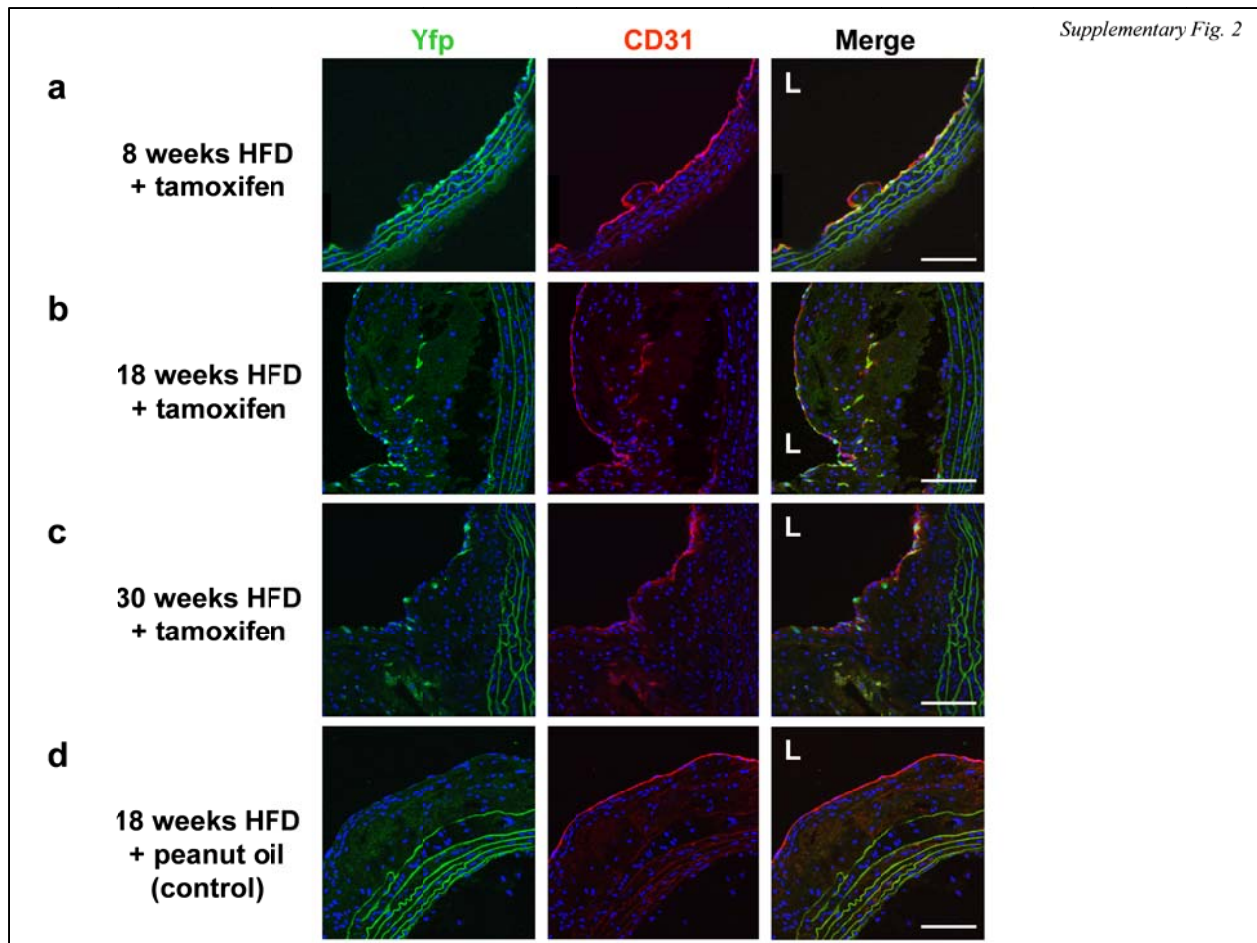 Supplementary Fig. 2
Yfp CD31 Merge
a
8 weeks HFD
+ tamoxifen
L
b
18 weeks HFD
+ tamoxifen
L
c
30 weeks HFD
+ tamoxifen
L
d
18 weeks HFD
+ peanut oil
(control)
L